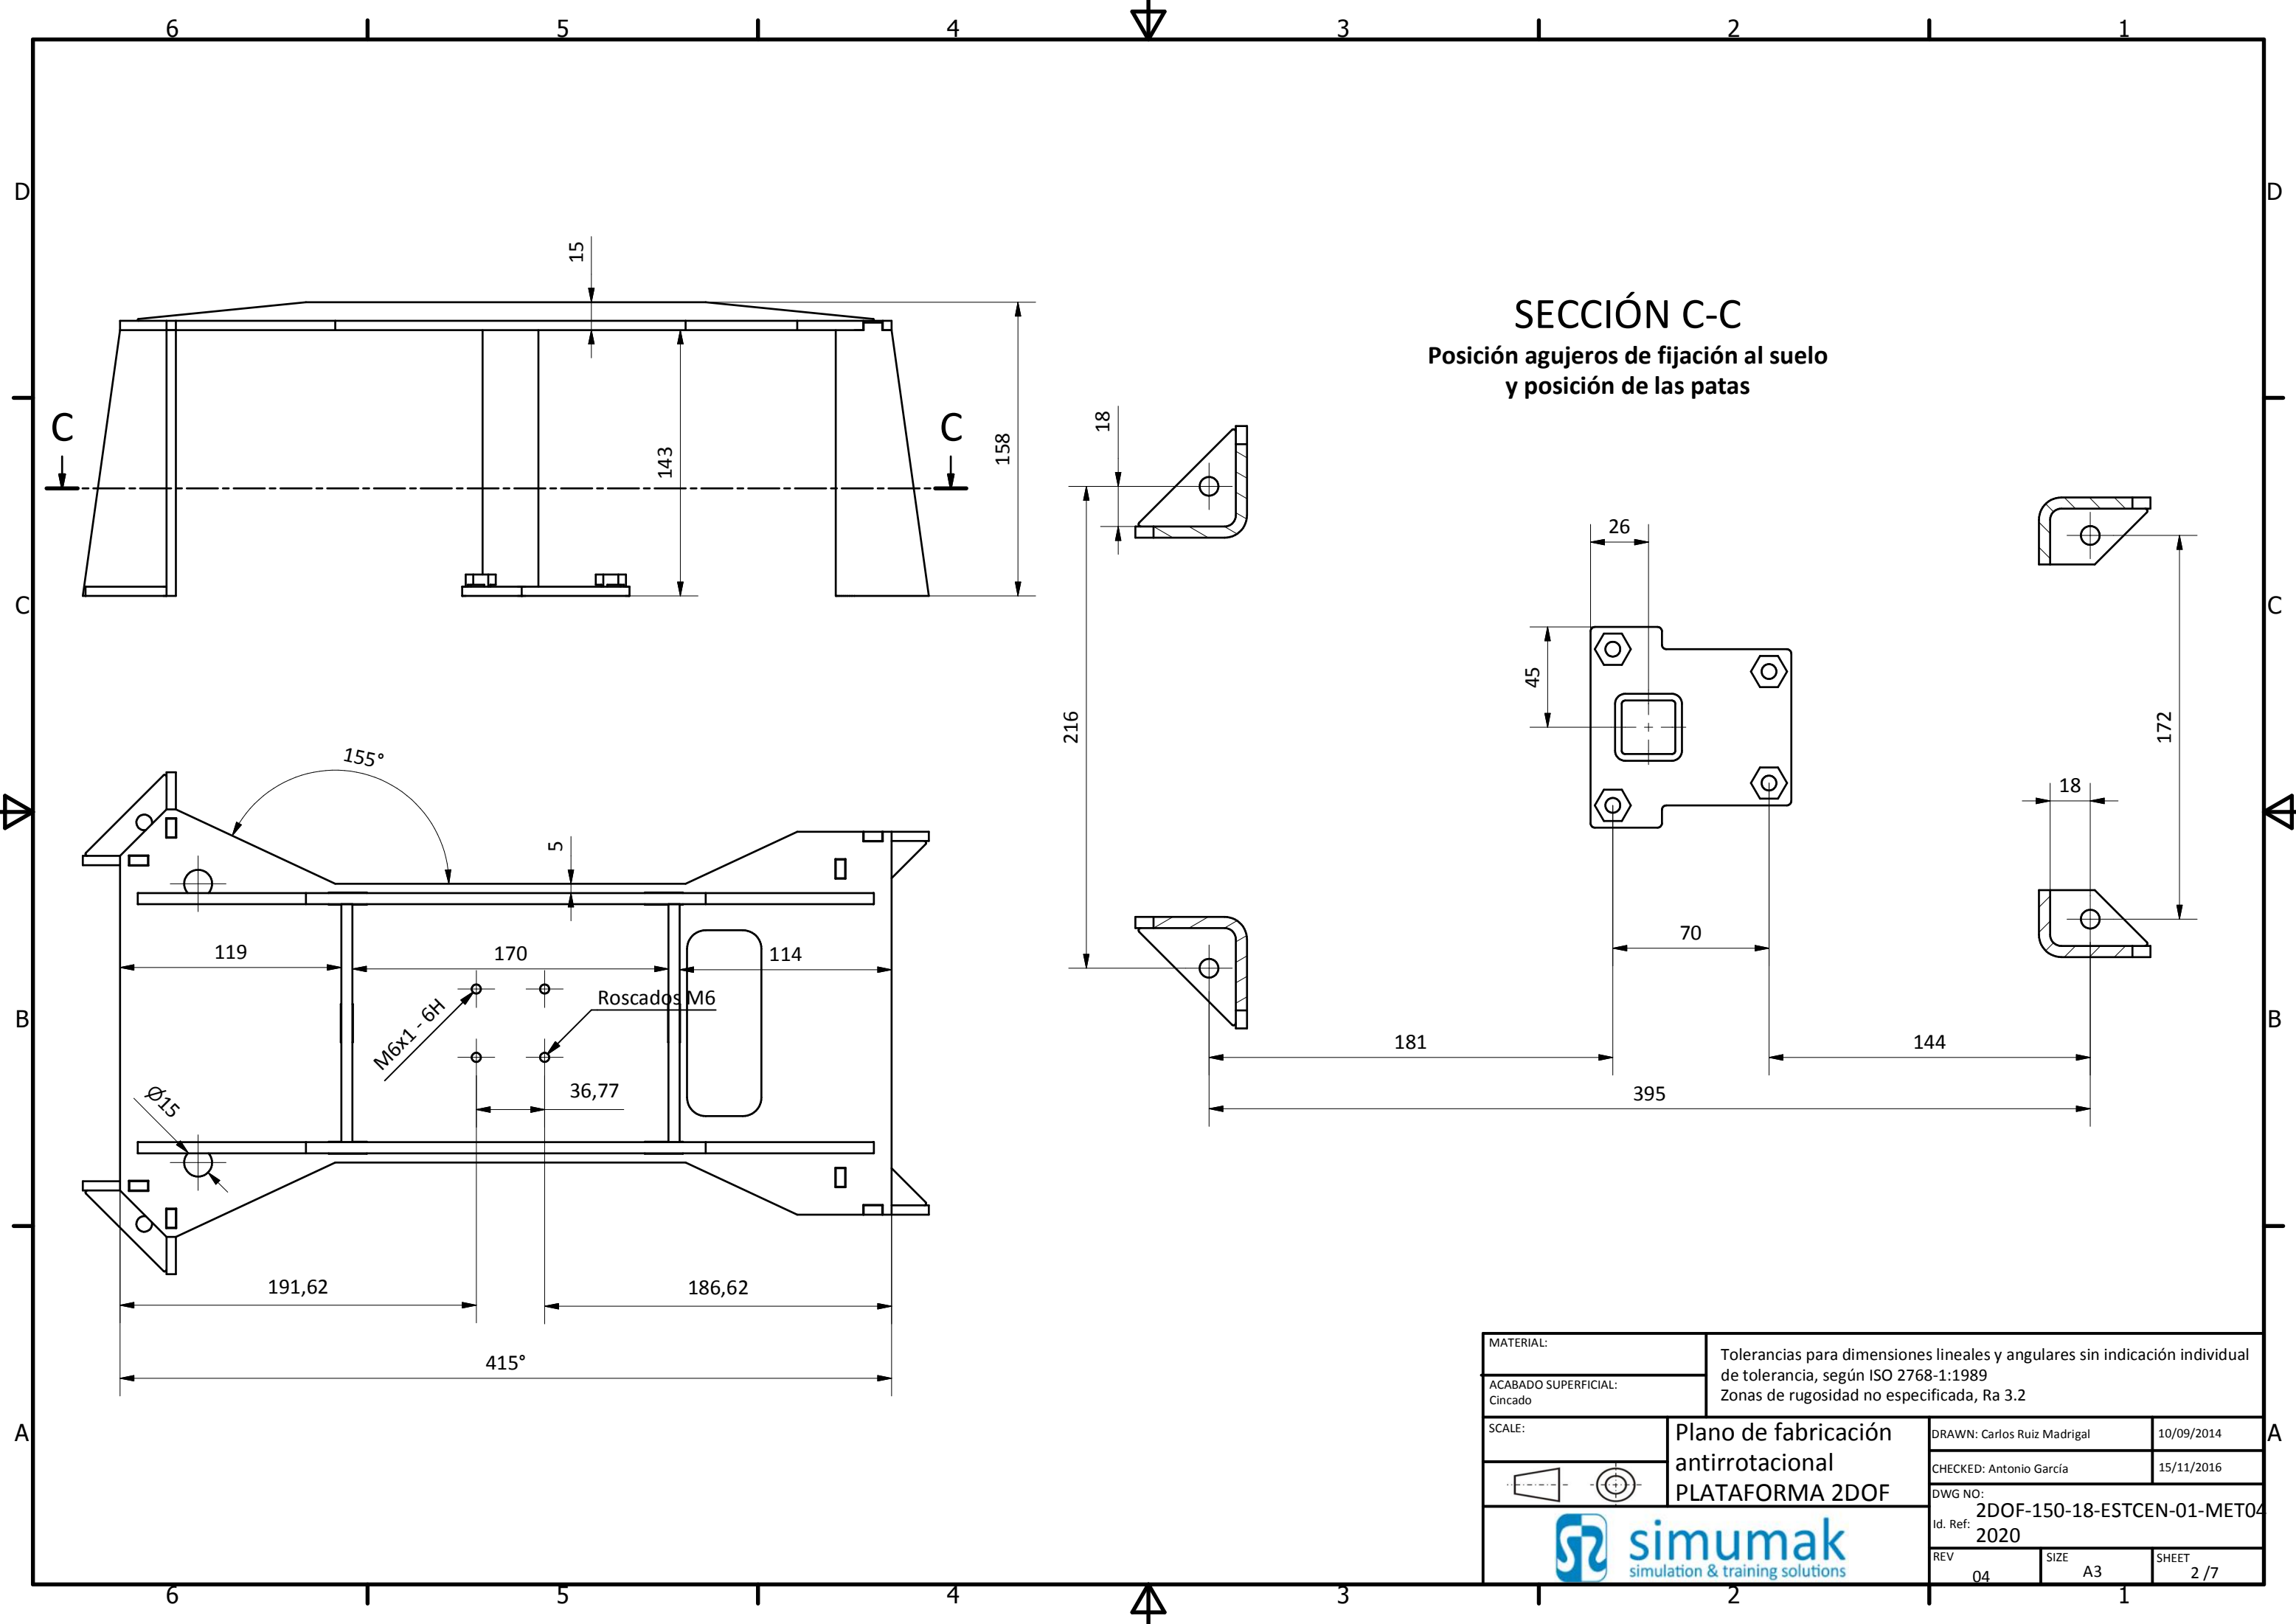 6 5 4 3 2 1
D D
15
SECCIÓN C-C
Posición agujeros de fijación al suelo
y posición de las patas
C C
143
158
18
26
45
216
172
C C
155°
5
18
119
170
114
70
Roscados M6
M6x1 - 6H
B B
36,77
Ø15
181
144
395
191,62
186,62
415°
MATERIAL:
Tolerancias para dimensiones lineales y angulares sin indicación individual
de tolerancia, según ISO 2768-1:1989
Zonas de rugosidad no especificada, Ra 3.2
ACABADO SUPERFICIAL:
Cincado
A A
SCALE:
Plano de fabricación
antirrotacional
PLATAFORMA 2DOF
DRAWN: Carlos Ruiz Madrigal 10/09/2014
CHECKED: Antonio García 15/11/2016
DWG NO:
2DOF-150-18-ESTCEN-01-MET04
Id. Ref:
2020
simumak
simulation & training solutions
REV
04
SIZE
A3
SHEET
2 /7
6 5 4 3 2 1